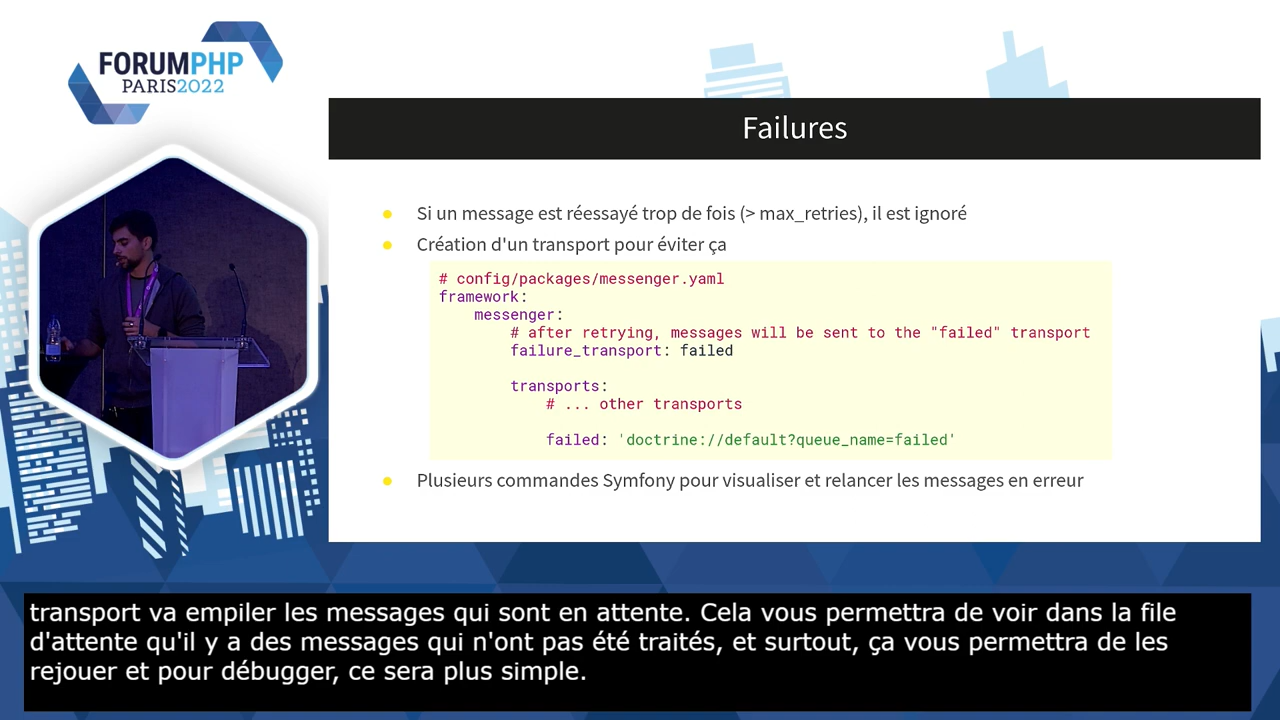 FORUMPHP
PARIS2022
Failures
Si un message est réessayé trop de fois (> max_retries), il est ignoré
Création d'un transport pour éviter ça
# config/packages/messenger.yaml
framework:
messenger:
# after retrying, messages will be sent to the "failed" transport
failure_transport: failed
transports:
# ... other transports
failed: 'doctrine://default?queue_name=failed'
Plusieurs commandes Symfony pour visualiser et relancer les messages en erreur
transport va empiler les messages qui sont en attente. Cela vous permettra de voir dans la file
d'attente qu'il y a des messages qui n'ont pas été traités, et surtout, ça vous permettra de les
rejouer et pour débugger, ce sera plus simple.